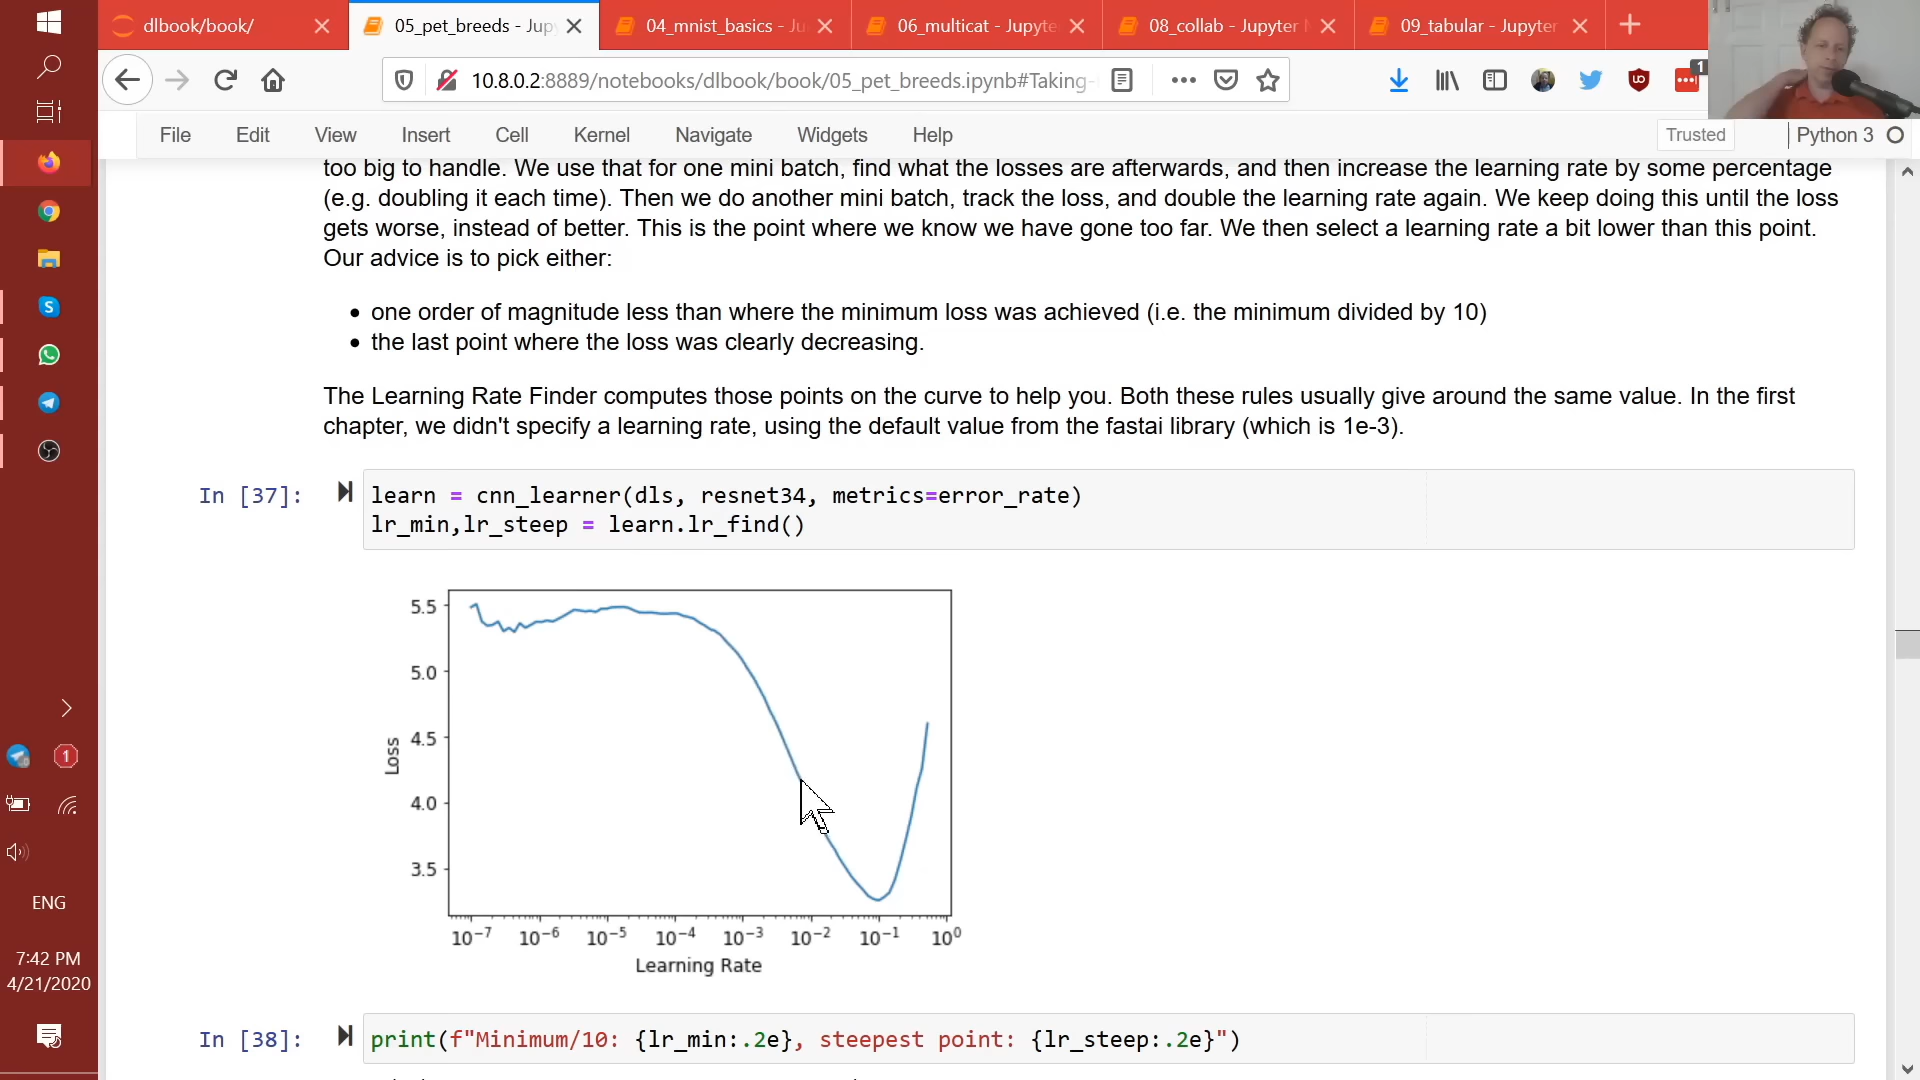 dlbook/book/
05_pet_breeds - Jup
04_mnist_basics - Ju
06_multicat - Jupyte
08_collab - Jupyter
09_tabular - Jupyter
10.8.0.2:8889/notebooks/dlbook/book/05_pet_breeds.ipynb#Taking-
1
File Edit View Insert Cell Kernel Navigate Widgets Help
Trusted
Python 3
too big to handle. We use that for one mini batch, find what the losses are afterwards, and then increase the learning rate by some percentage
(e.g. doubling it each time). Then we do another mini batch, track the loss, and double the learning rate again. We keep doing this until the loss
gets worse, instead of better. This is the point where we know we have gone too far. We then select a learning rate a bit lower than this point.
Our advice is to pick either:
• one order of magnitude less than where the minimum loss was achieved (i.e. the minimum divided by 10)
• the last point where the loss was clearly decreasing.
The Learning Rate Finder computes those points on the curve to help you. Both these rules usually give around the same value. In the first
chapter, we didn't specify a learning rate, using the default value from the fastai library (which is 1e-3).
In [37]:
learn = cnn_learner(dls, resnet34, metrics=error_rate)
lr_min,lr_steep = learn.lr_find()
5.5
5.0
4.5
4.0
3.5
Loss
10⁻⁷ 10⁻⁶ 10⁻⁵ 10⁻⁴ 10⁻³ 10⁻² 10⁻¹ 10⁰
Learning Rate
In [38]:
print(f"Minimum/10: {lr_min:.2e}, steepest point: {lr_steep:.2e}")
1
ENG
7:42 PM
4/21/2020